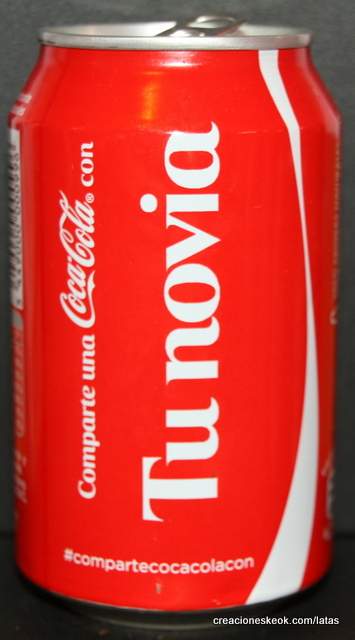 Comparte una Coca-Cola® con
Tu novia
#compartecocacolacon
creacioneskeok.com/latas